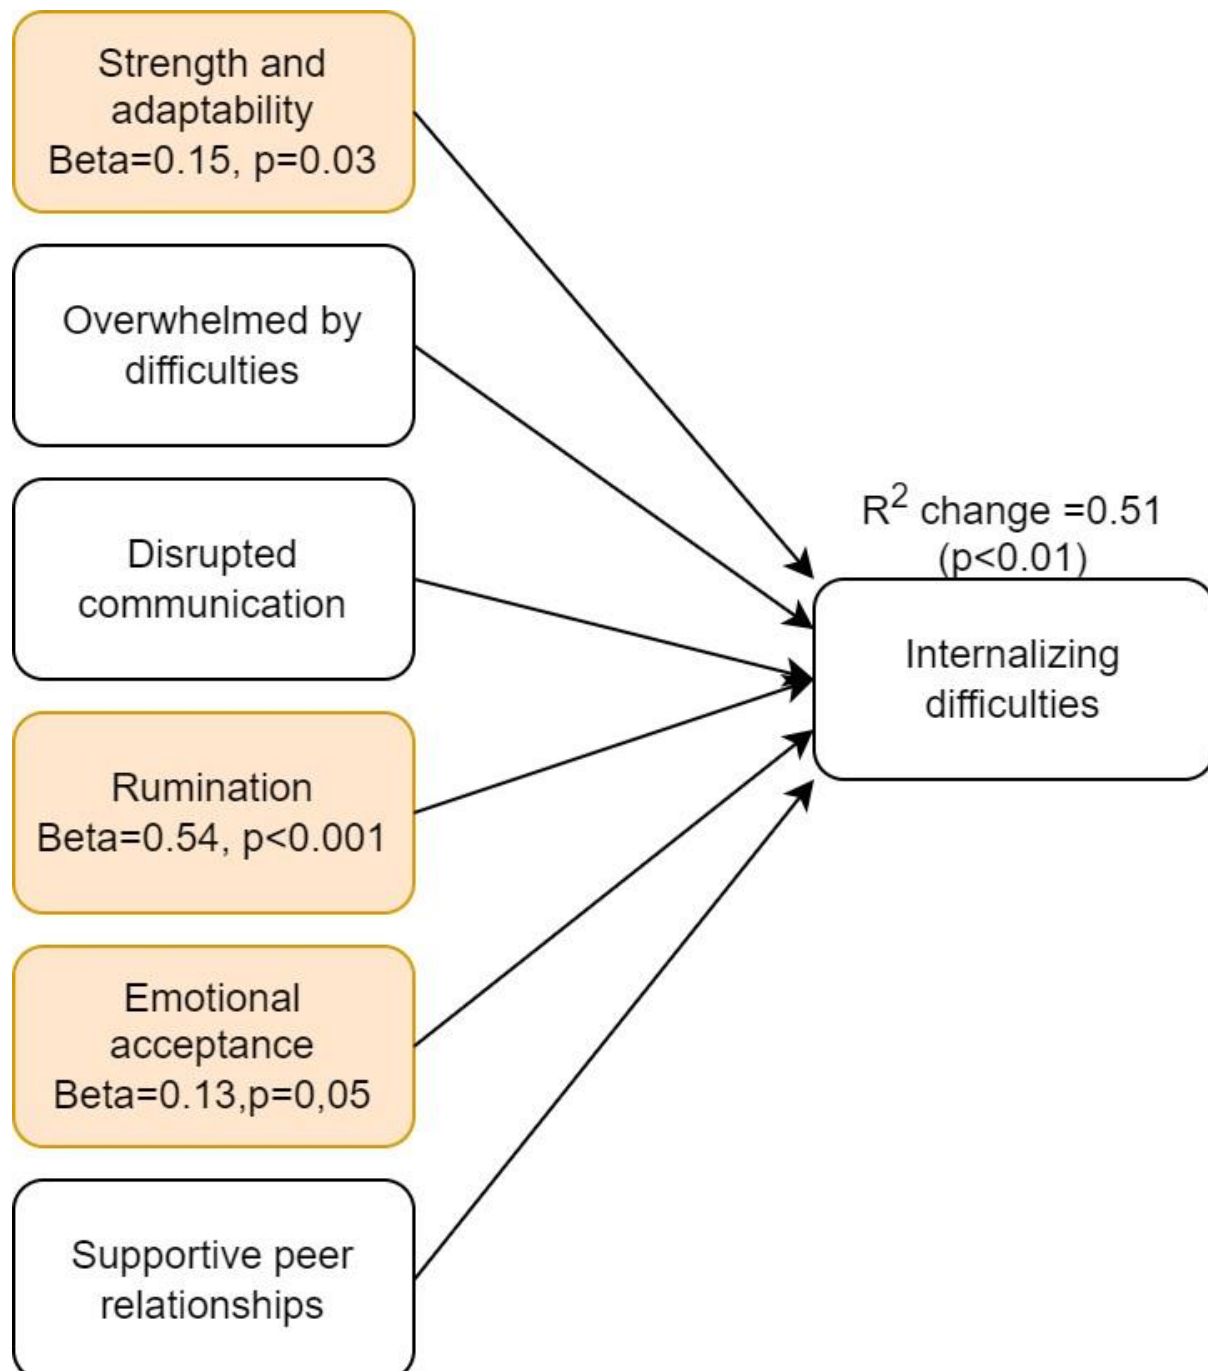 Strength and
adaptability
Beta=0.15, p=0.03
Overwhelmed by
difficulties
Disrupted
communication
Rumination
Beta=0.54, p<0.001
Emotional
acceptance
Beta=0.13,p=0,05
Supportive peer
relationships
R² change =0.51
(p<0.01)
Internalizing
difficulties